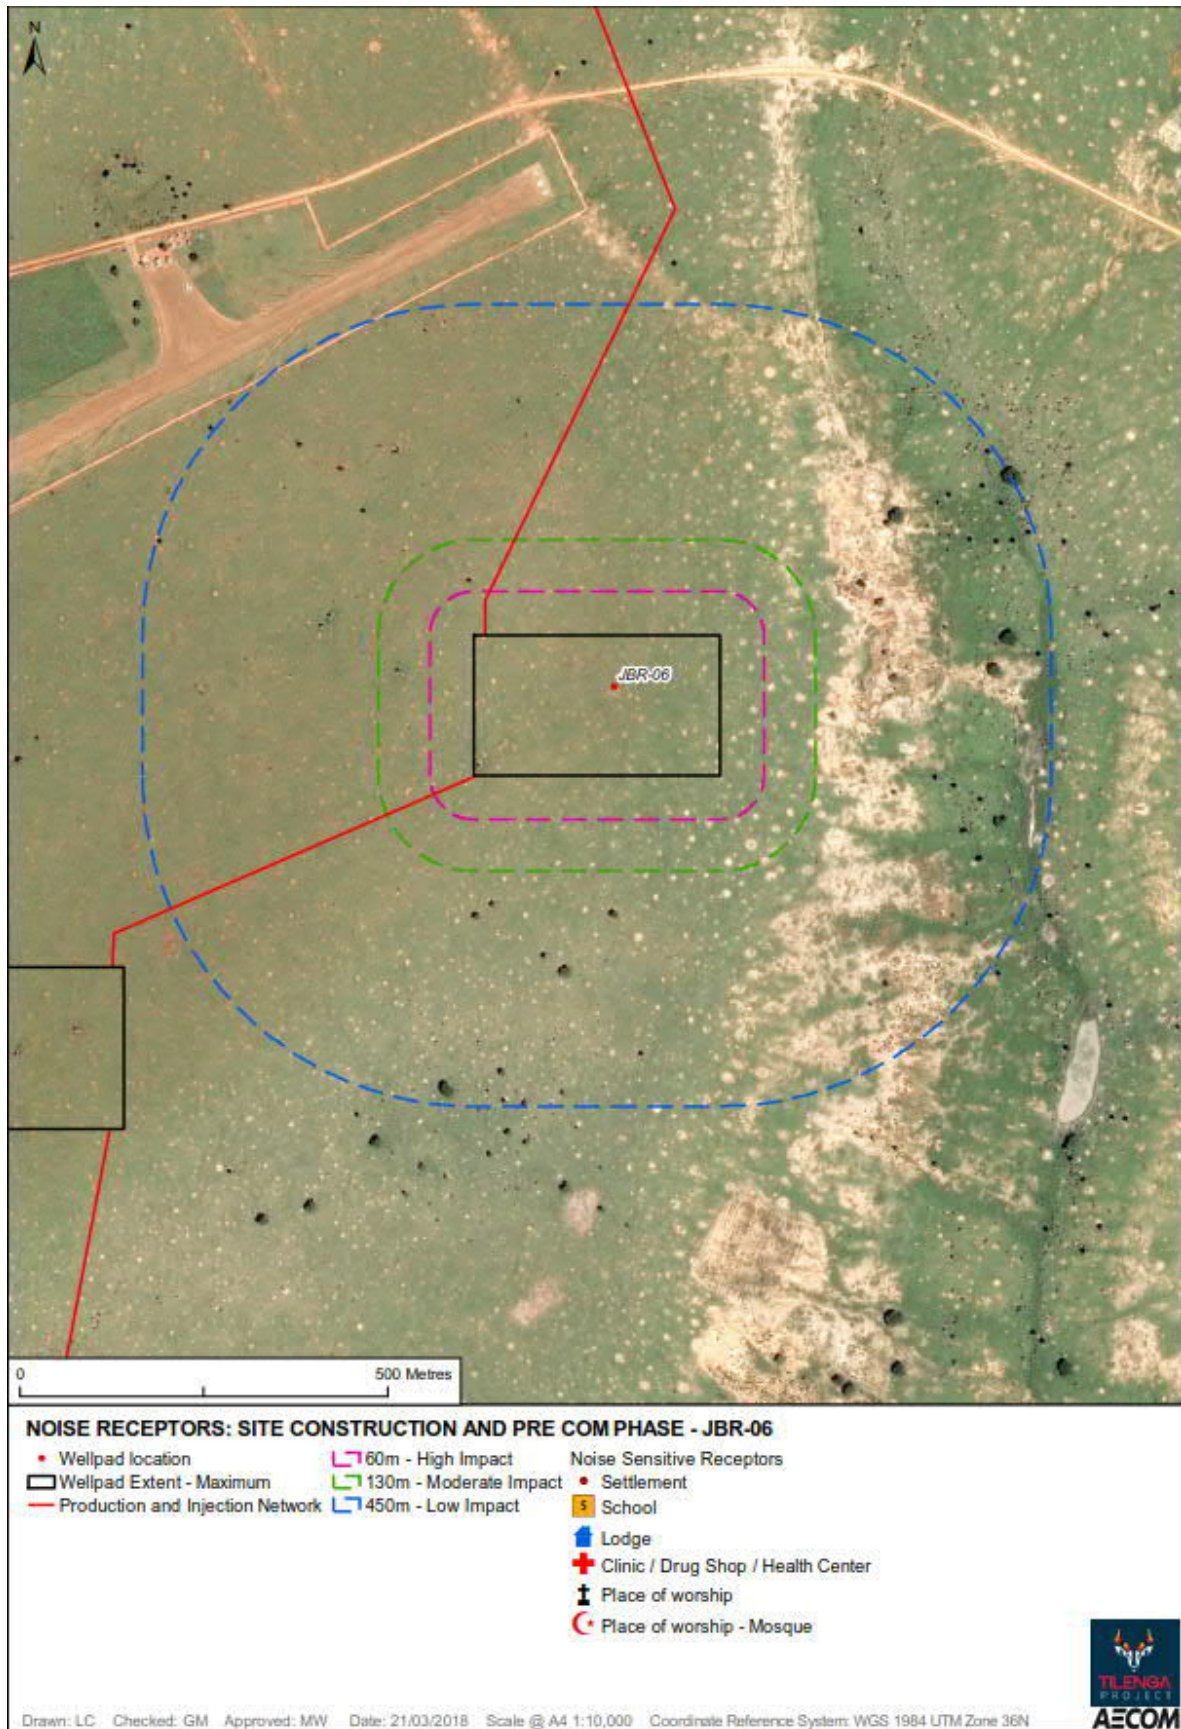 N
JBR-06
0 500 Metres
NOISE RECEPTORS: SITE CONSTRUCTION AND PRE COM PHASE - JBR-06
Wellpad location
Wellpad Extent - Maximum
Production and Injection Network
60m - High Impact
130m - Moderate Impact
450m - Low Impact
Noise Sensitive Receptors
Settlement
S School
Lodge
Clinic / Drug Shop / Health Center
Place of worship
Place of worship - Mosque
TILENGA
PROJECT
AECOM
Drawn: LC Checked: GM Approved: MW Date: 21/03/2018 Scale @ A4 1:10,000 Coordinate Reference System: WGS 1984 UTM Zone 36N